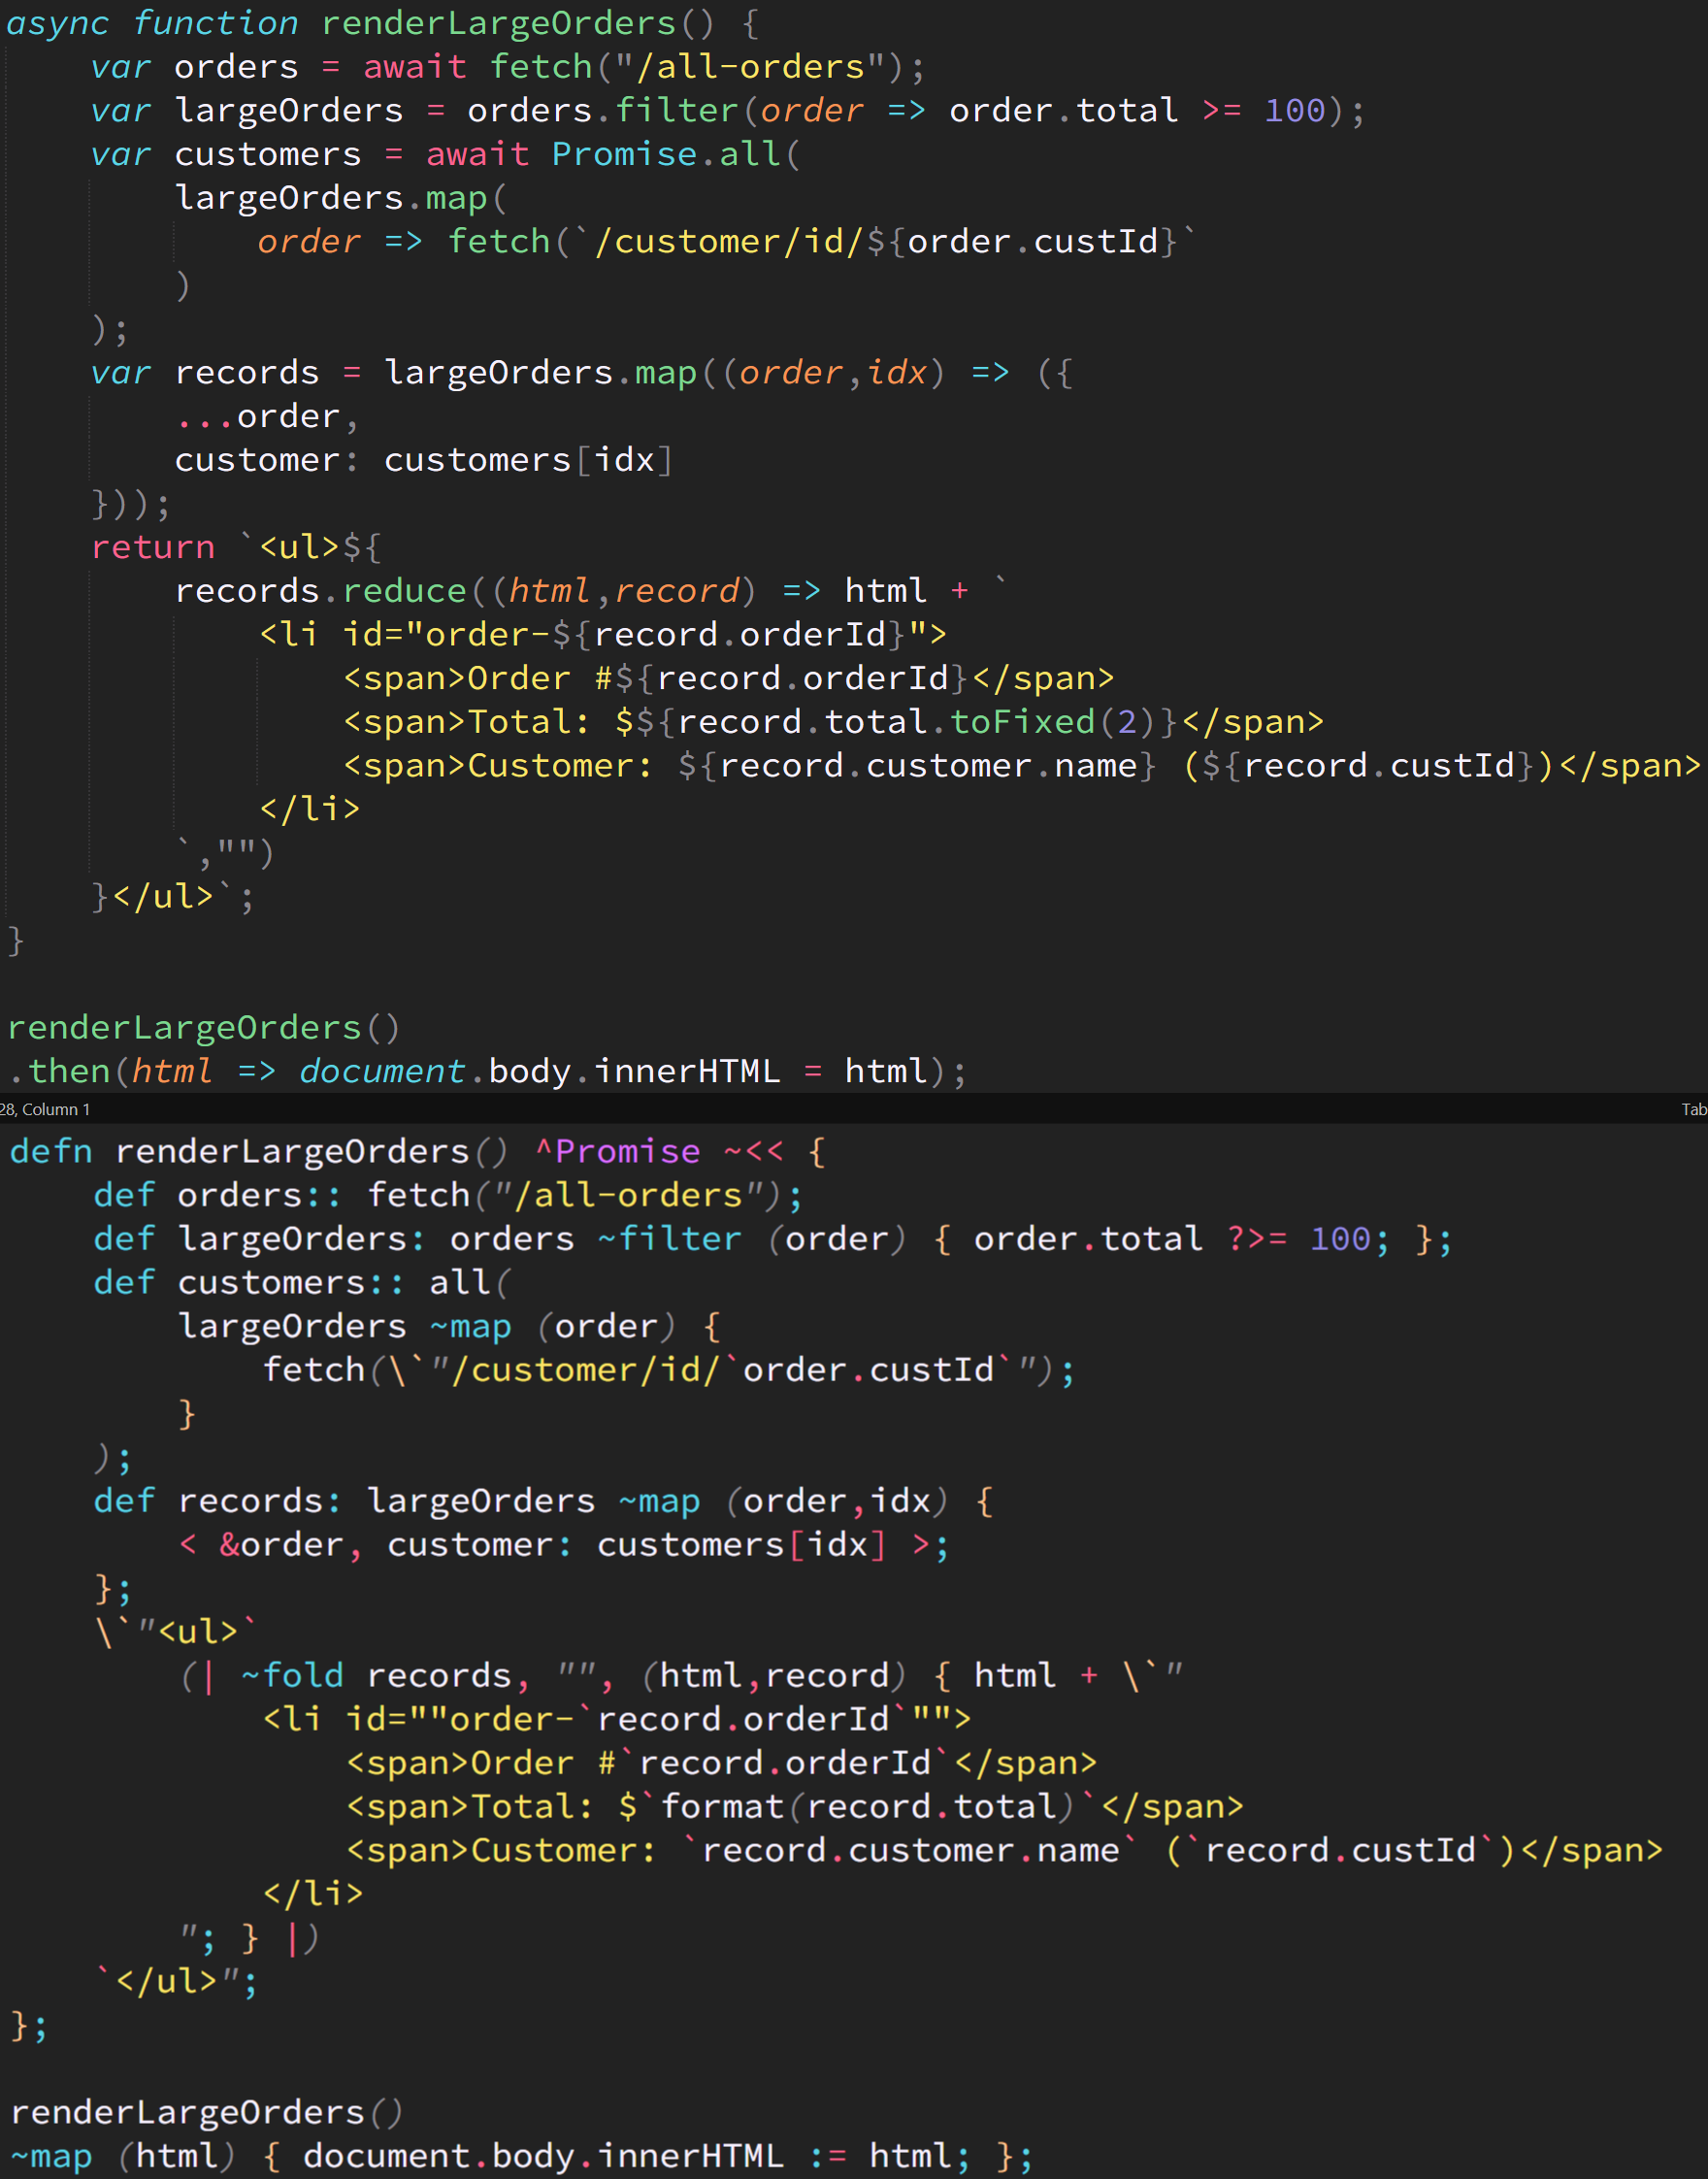 async function renderLargeOrders() {
    var orders = await fetch("/all-orders");
    var largeOrders = orders.filter(order => order.total >= 100);
    var customers = await Promise.all(
        largeOrders.map(
            order => fetch(`/customer/id/${order.custId}`
        )
    );
    var records = largeOrders.map((order,idx) => ({
        ...order,
        customer: customers[idx]
    }));
    return `<ul>${
        records.reduce((html,record) => html + `
            <li id="order-${record.orderId}">
                <span>Order #${record.orderId}</span>
                <span>Total: $${record.total.toFixed(2)}</span>
                <span>Customer: ${record.customer.name} (${record.custId})</span>
            </li>
        `,"")
    }</ul>`;
}

renderLargeOrders()
.then(html => document.body.innerHTML = html);
28, Column 1
Tab
defn renderLargeOrders() ^Promise ~<< {
    def orders:: fetch("/all-orders");
    def largeOrders: orders ~filter (order) { order.total ?>= 100; };
    def customers:: all(
        largeOrders ~map (order) {
            fetch(\`"/customer/id/`order.custId`");
        }
    );
    def records: largeOrders ~map (order,idx) {
        < &order, customer: customers[idx] >;
    };
    \`"<ul>`
        (| ~fold records, "", (html,record) { html + \`"
            <li id=""order-`record.orderId`"">
                <span>Order #`record.orderId`</span>
                <span>Total: $`format(record.total)`</span>
                <span>Customer: `record.customer.name` (`record.custId`)</span>
            </li>
        "; } |)
    `</ul>";
};

renderLargeOrders()
~map (html) { document.body.innerHTML := html; };